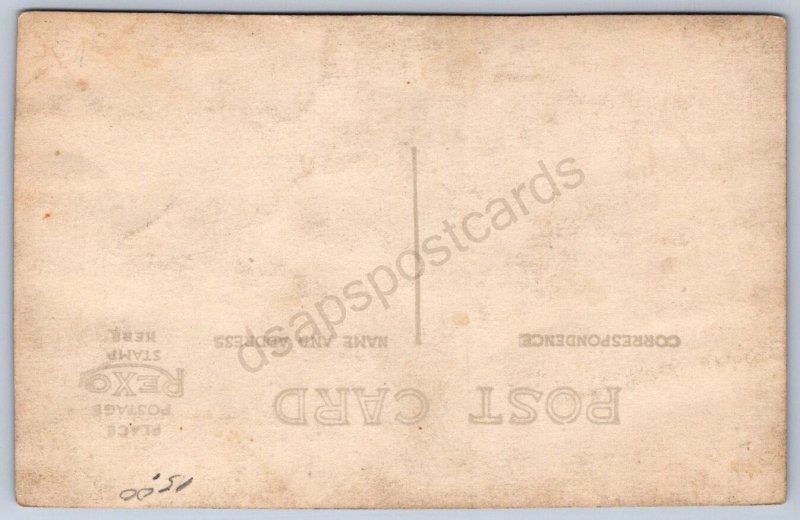 POST CARD
CORRESPONDENCE
NAME AND ADDRESS
PLACE
POSTAGE
REXO
STAMP
HERE
15.00
dsapspostcards